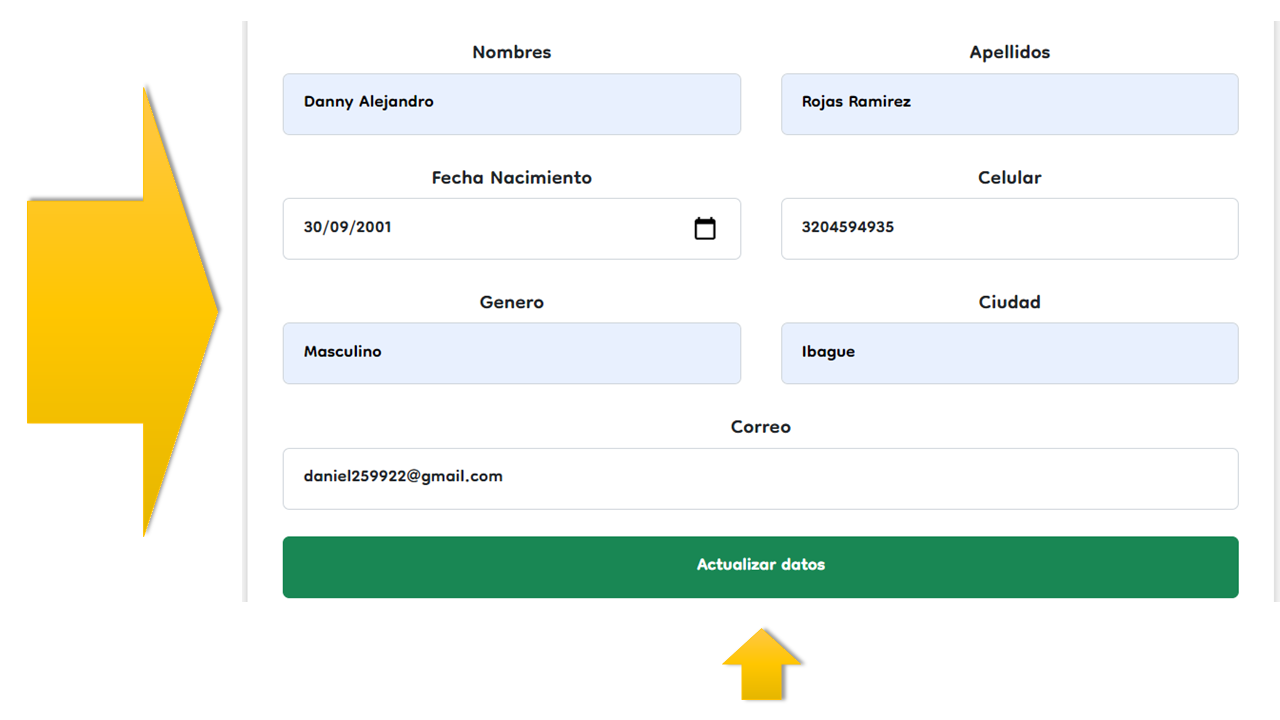 Nombres
Apellidos
Danny Alejandro
Rojas Ramirez
Fecha Nacimiento
Celular
30/09/2001
3204594935
Genero
Ciudad
Masculino
Ibague
Correo
daniel259922@gmail.com
Actualizar datos